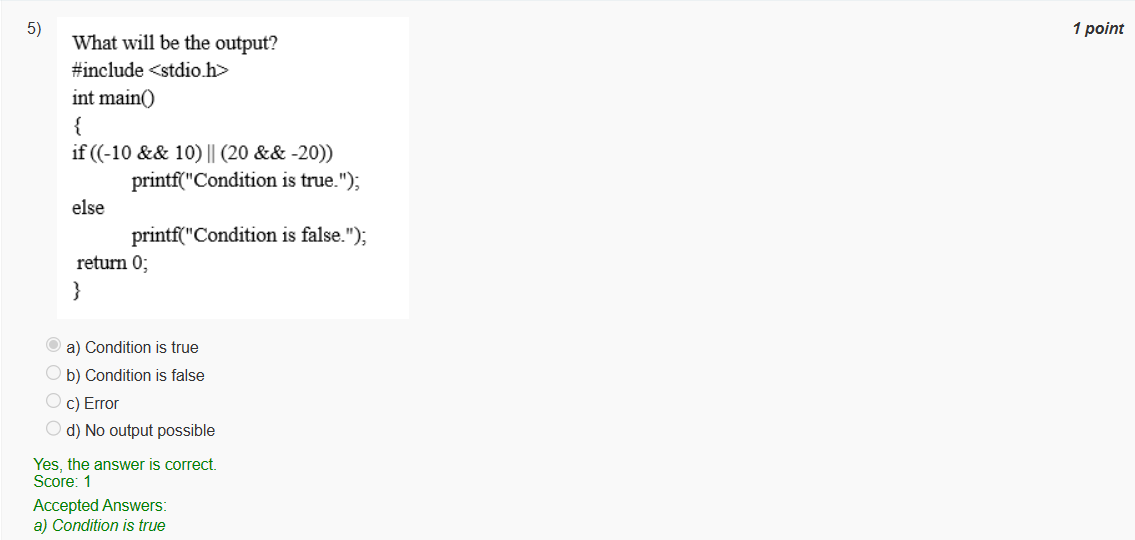 5)
1 point
What will be the output?
#include <stdio.h>
int main()
{
if ((-10 && 10) || (20 && -20))
printf("Condition is true.");
else
printf("Condition is false.");
return 0;
}
a) Condition is true
b) Condition is false
c) Error
d) No output possible
Yes, the answer is correct.
Score: 1
Accepted Answers:
a) Condition is true